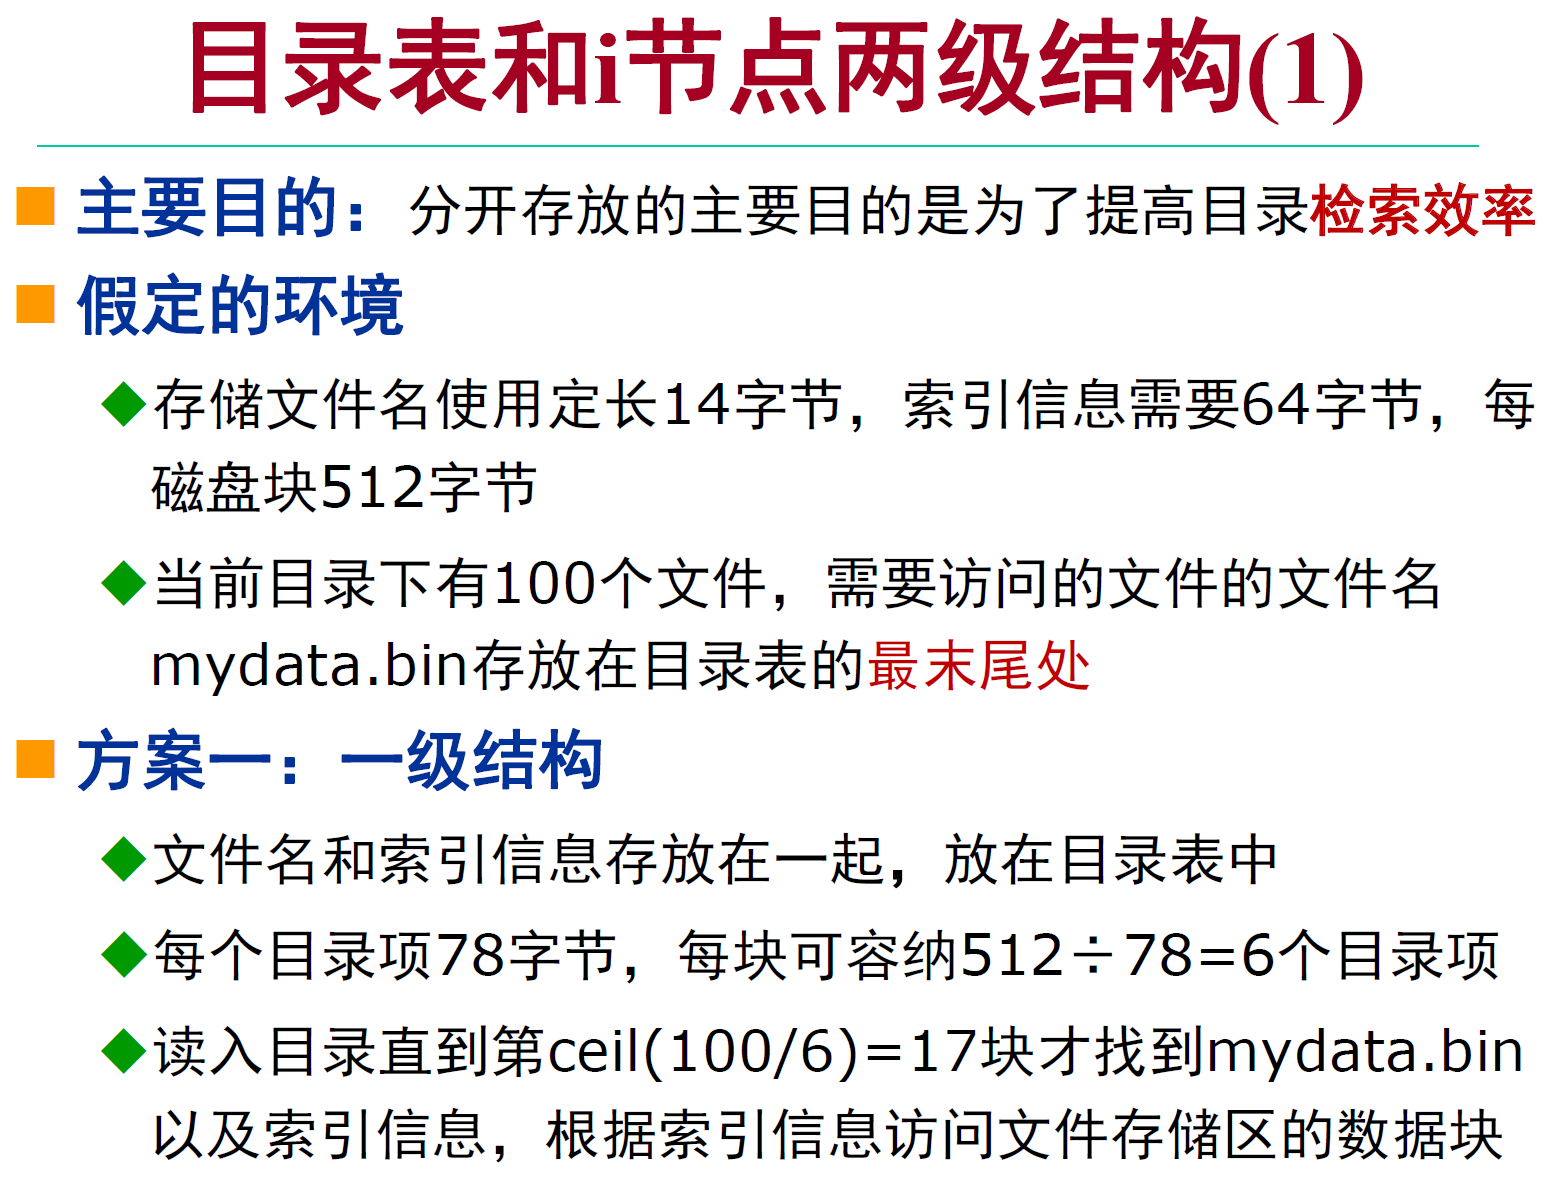 目录表和i节点两级结构(1)
主要目的：分开存放的主要目的是为了提高目录检索效率
假定的环境
存储文件名使用定长14字节，索引信息需要64字节，每
磁盘块512字节
当前目录下有100个文件，需要访问的文件的文件名
mydata.bin存放在目录表的最末尾处
方案一：一级结构
文件名和索引信息存放在一起，放在目录表中
每个目录项78字节，每块可容纳512÷78=6个目录项
读入目录直到第ceil(100/6)=17块才找到mydata.bin
以及索引信息，根据索引信息访问文件存储区的数据块